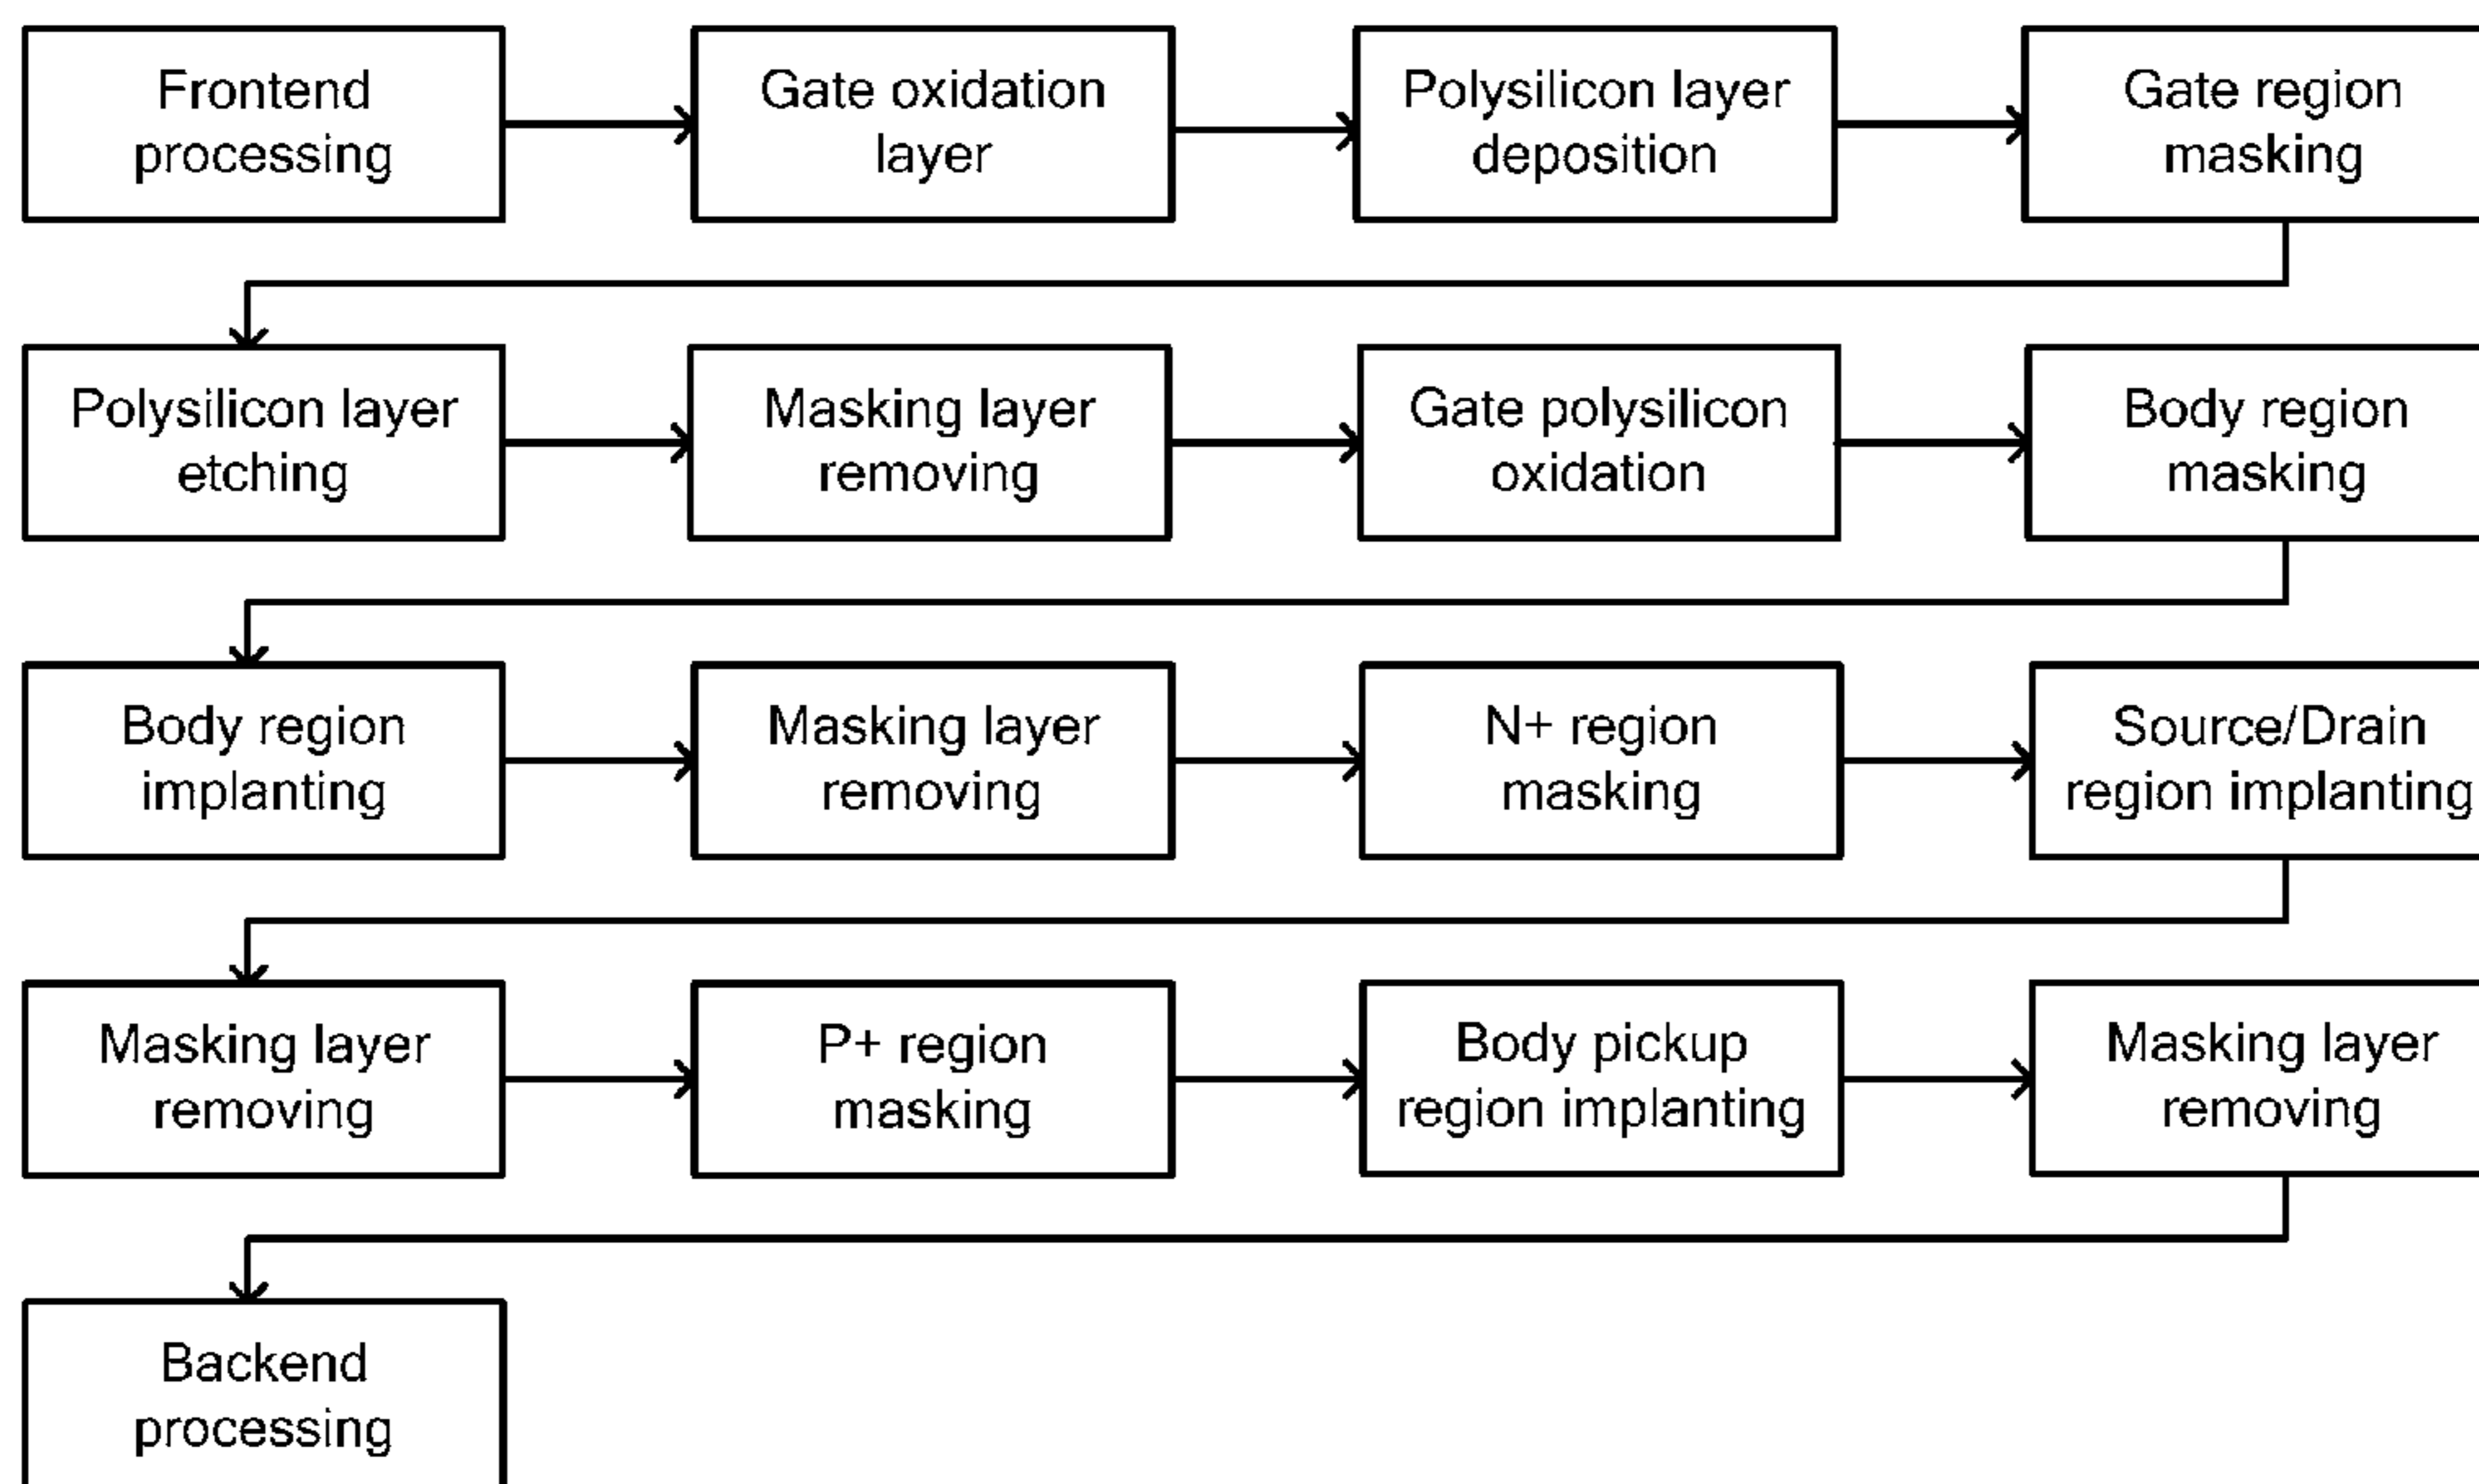 Frontend
processing
Gate oxidation
layer
Polysilicon layer
deposition
Gate region
masking
Polysilicon layer
etching
Masking layer
removing
Gate polysilicon
oxidation
Body region
masking
Body region
implanting
Masking layer
removing
N+ region
masking
Source/Drain
region implanting
Masking layer
removing
P+ region
masking
Body pickup
region implanting
Masking layer
removing
Backend
processing